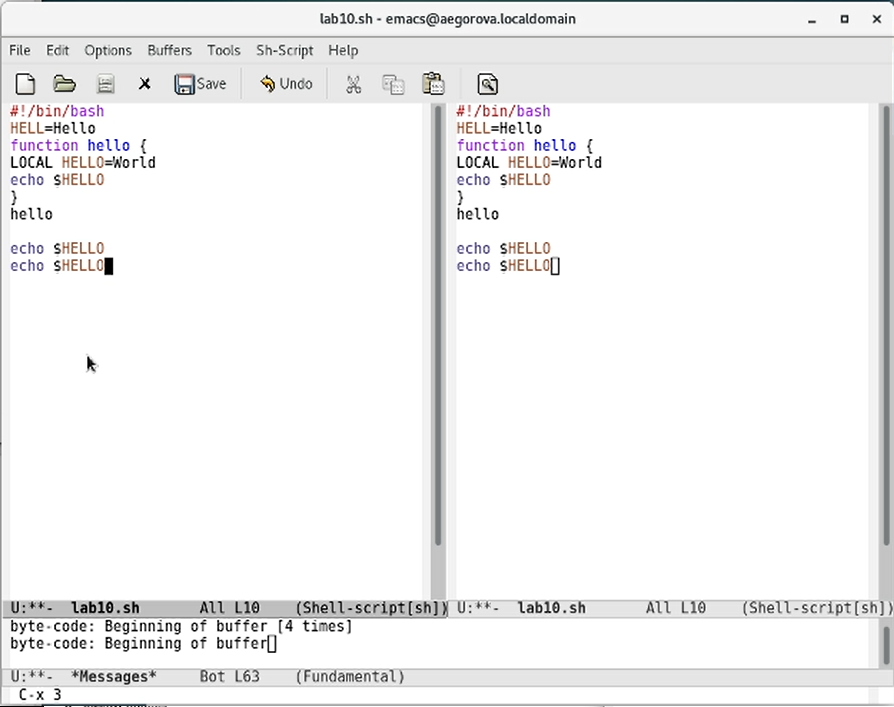 lab10.sh - emacs@aegorova.localdomain
File Edit Options Buffers Tools Sh-Script Help
Save Undo
#!/bin/bash
HELL=Hello
function hello {
LOCAL HELLO=World
echo $HELLO
}
hello
echo $HELLO
echo $HELLO
U:**- lab10.sh All L10 (Shell-script[sh])
#!/bin/bash
HELL=Hello
function hello {
LOCAL HELLO=World
echo $HELLO
}
hello
echo $HELLO
echo $HELLO
U:**- lab10.sh All L10 (Shell-script[sh])
byte-code: Beginning of buffer [4 times]
byte-code: Beginning of buffer
U:**- *Messages* Bot L63 (Fundamental)
C-x 3